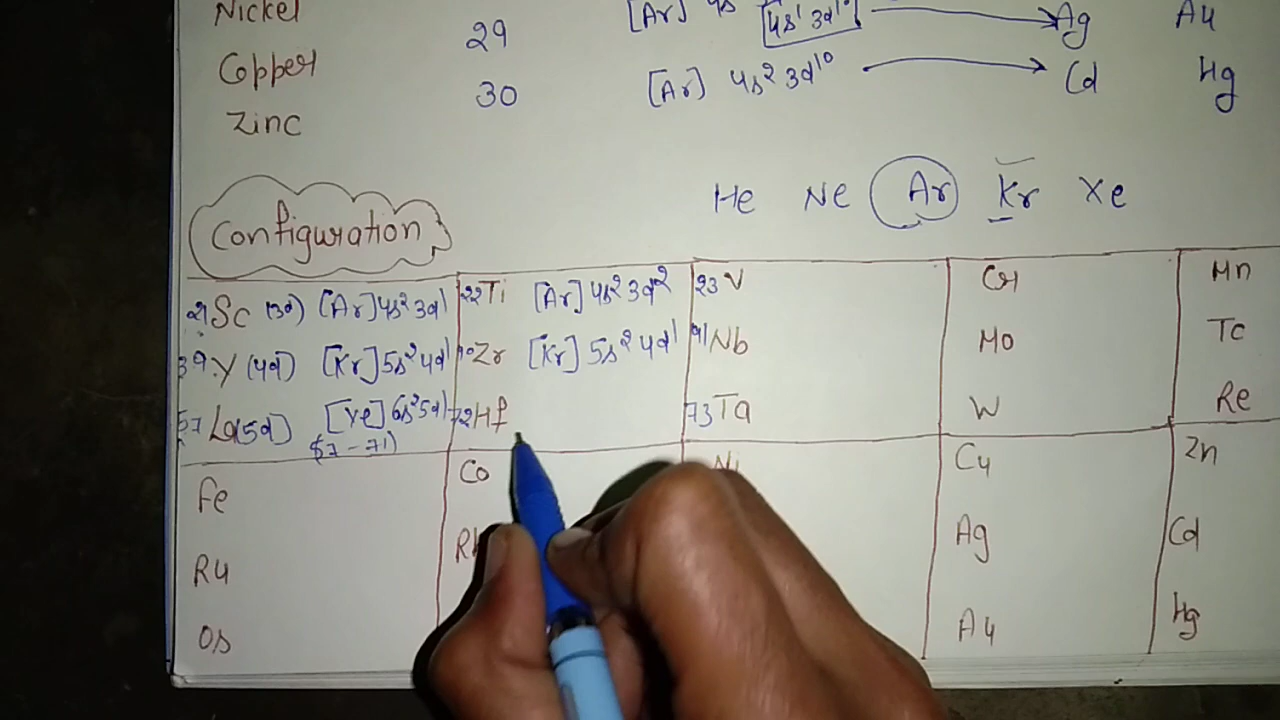 Nickel
[Ar] 4s
Copper 29 4s¹ 3d¹⁰ Ag Au
Zinc 30 [Ar] 4s² 3d¹⁰ Cd Hg
He Ne Ar Kr Xe
Configuration
21Sc (3d) [Ar] 4s² 3d¹ 22Ti [Ar] 4s² 3d² 23V Cr Mn
39Y (4d) [Kr] 5s² 4d¹ 40Zr [Kr] 5s² 4d¹ 41Nb Mo Tc
57La(5d) [Xe] 6s² 5d¹ 72Hf 73Ta W Re
(57-71)
Fe Co Ni Cu Zn
Ru Ag Cd
Os Au Hg